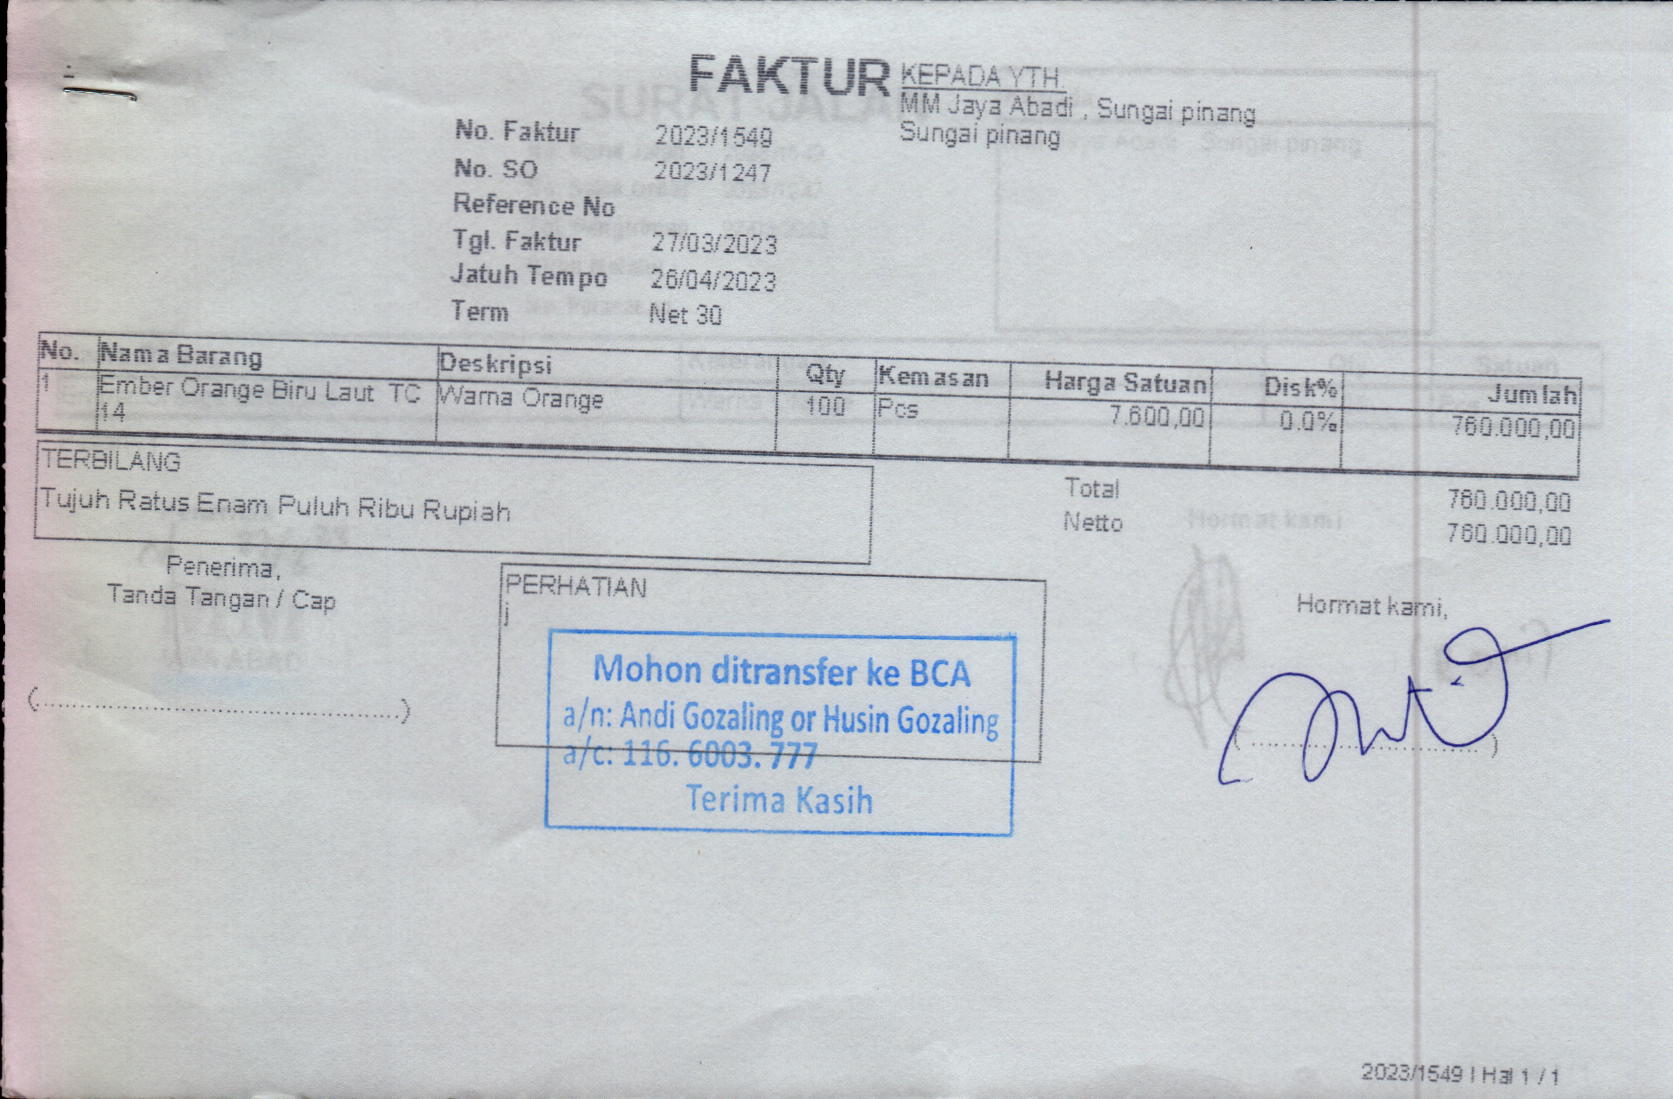 FAKTUR
KEPADA YTH.
MM Jaya Abadi , Sungai pinang
Sungai pinang
No. Faktur 2023/1549
No. SO 2023/1247
Reference No
Tgl. Faktur 27/03/2023
Jatuh Tempo 26/04/2023
Term Net 30
No. Nama Barang Deskripsi Qty Kemasan Harga Satuan Disk% Jumlah
1 Ember Orange Biru Laut TC Warna Orange 100 Pcs 7.600,00 0.0% 760.000,00
14
TERBILANG
Tujuh Ratus Enam Puluh Ribu Rupiah
Total 760.000,00
Netto 760.000,00
Penerima,
Tanda Tangan / Cap
PERHATIAN
j
Hormat kami,
Mohon ditransfer ke BCA
a/n: Andi Gozaling or Husin Gozaling
a/c: 116. 6003. 777
Terima Kasih
2023/1549 | Hal 1 / 1